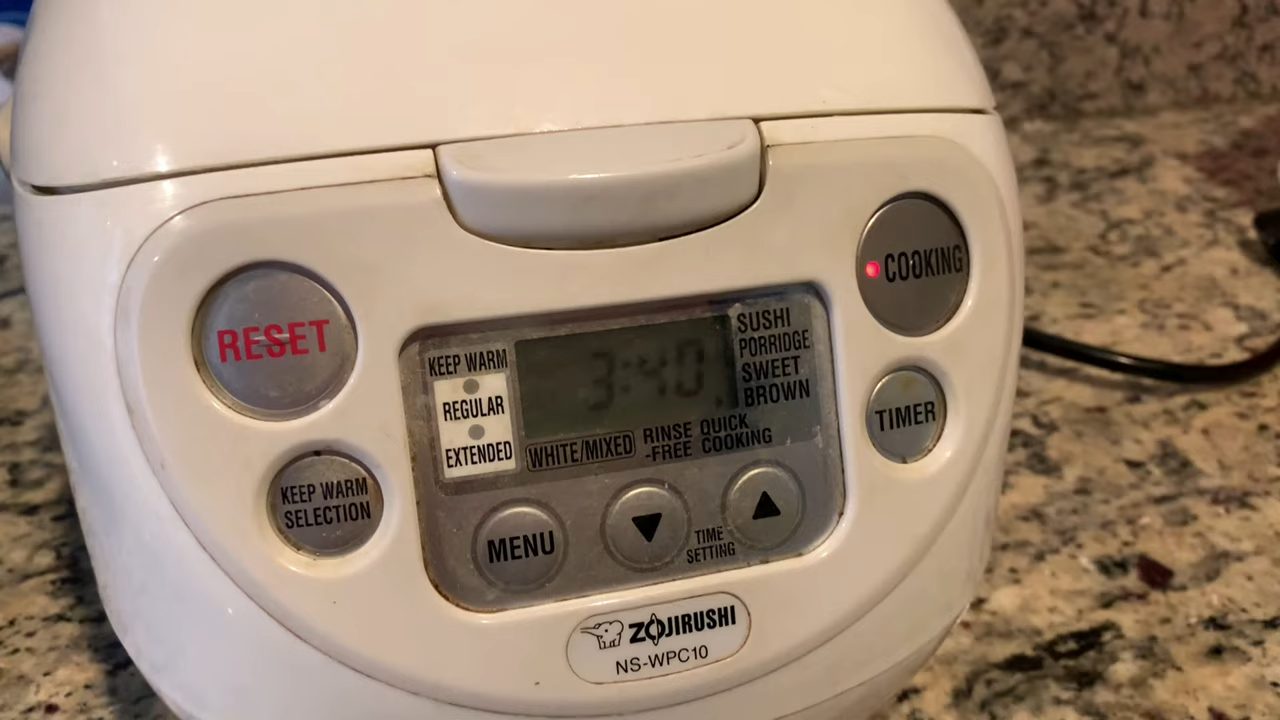 RESET
KEEP WARM
SELECTION
KEEP WARM
REGULAR
EXTENDED
3:40
SUSHI
PORRIDGE
SWEET
BROWN
WHITE/MIXED
RINSE
-FREE
QUICK
COOKING
MENU
TIME
SETTING
COOKING
TIMER
ZOJIRUSHI
NS-WPC10